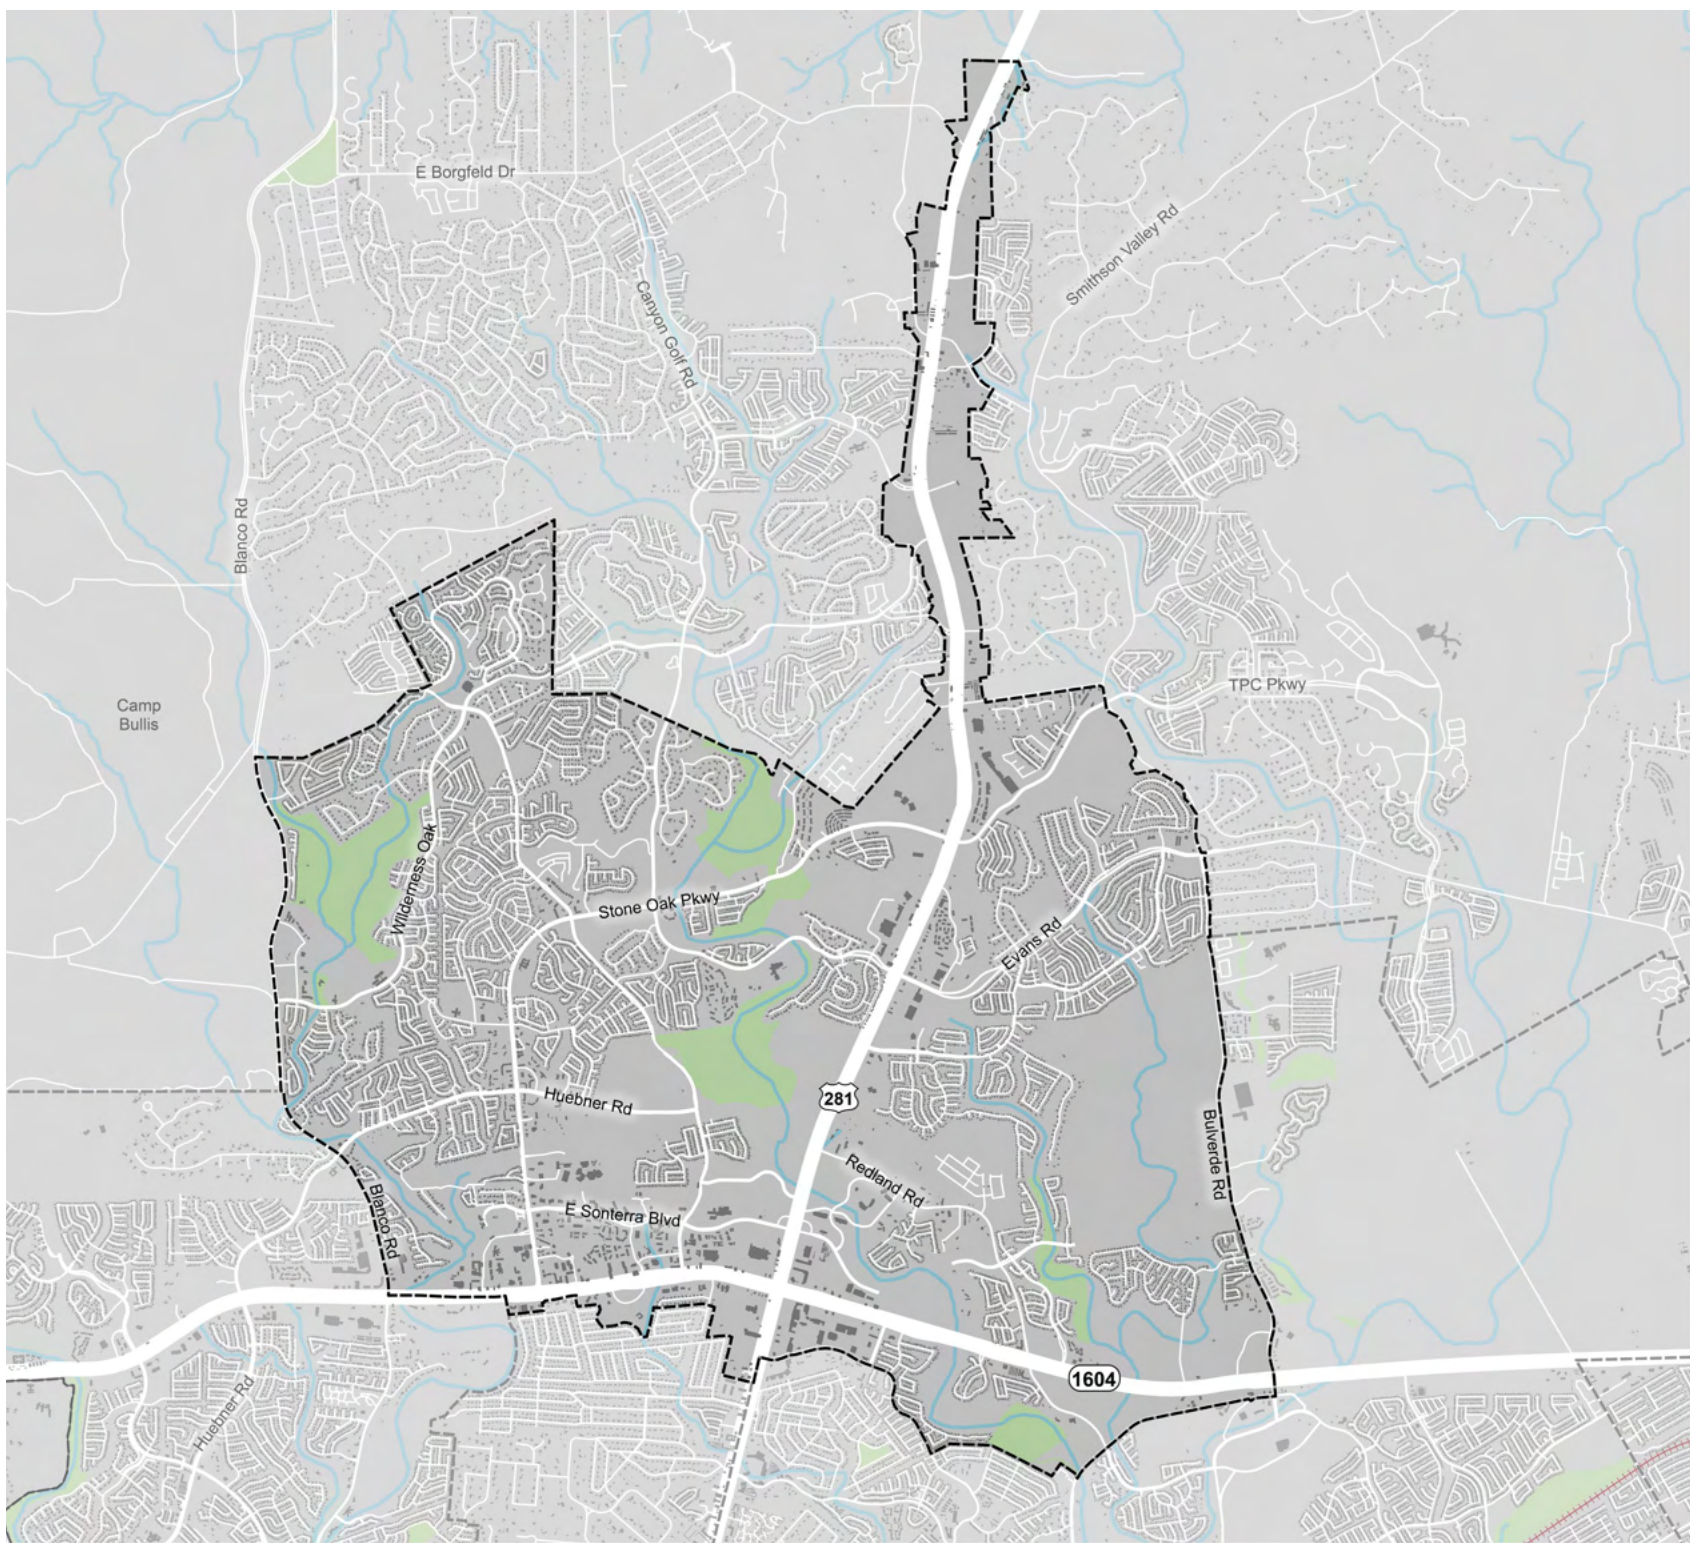 E Borgfeld Dr
Smithson Valley Rd
Canyon Golf Rd
Blanco Rd
Camp
Bullis
TPC Pkwy
Wilderness Oak
Stone Oak Pkwy
Evans Rd
281
Huebner Rd
Bulverde Rd
Redland Rd
Blanco Rd
E Sonterra Blvd
1604
Huebner Rd